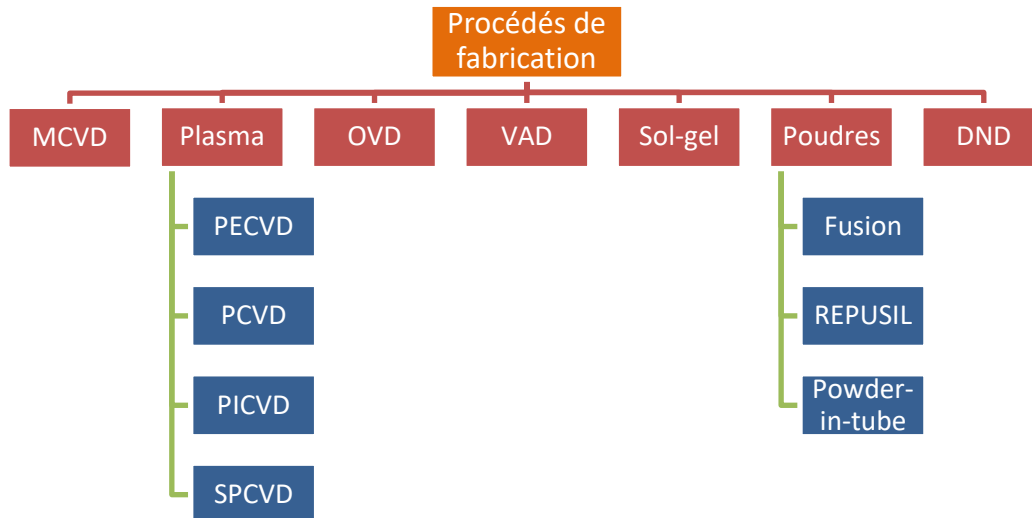 Procédés de
fabrication
MCVD
Plasma
OVD
VAD
Sol-gel
Poudres
DND
PECVD
PCVD
PICVD
SPCVD
Fusion
REPUSIL
Powder-
in-tube